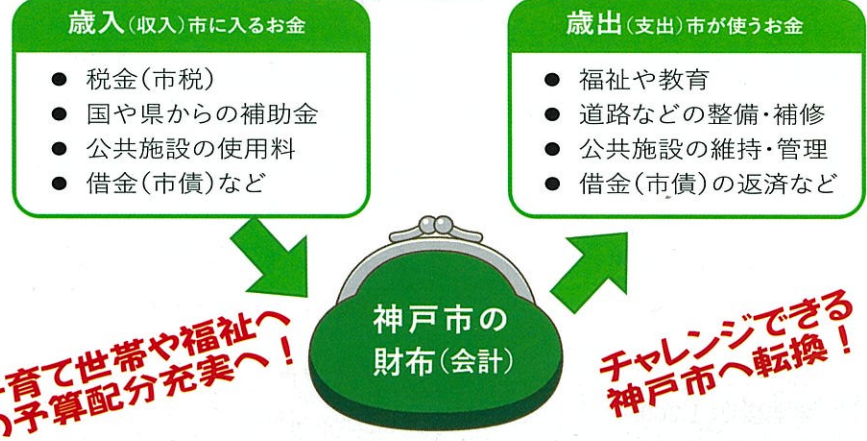 歳入(収入)市に入るお金
● 税金(市税)
● 国や県からの補助金
● 公共施設の使用料
● 借金(市債)など
歳出(支出)市が使うお金
● 福祉や教育
● 道路などの整備・補修
● 公共施設の維持・管理
● 借金(市債)の返済など
神戸市の
財布(会計)
育て世帯や福祉へ
の予算配分充実へ!
チャレンジできる
神戸市へ転換!